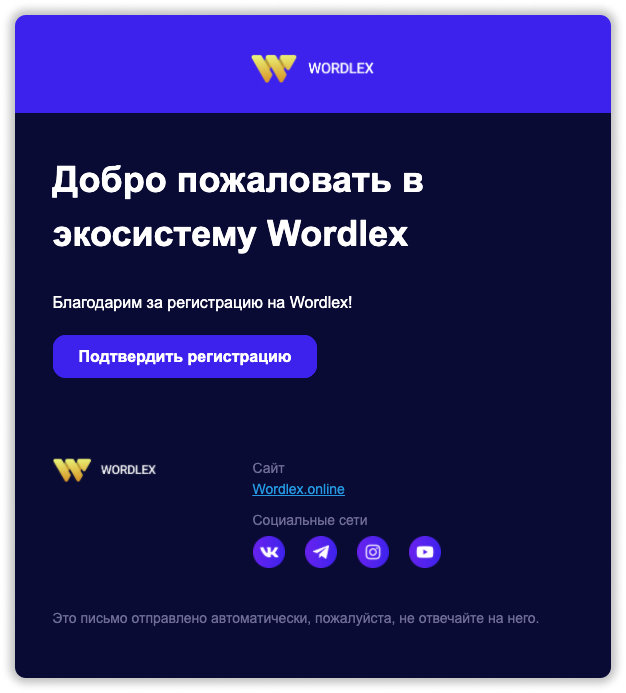 WORDLEX
Добро пожаловать в
экосистему Wordlex
Благодарим за регистрацию на Wordlex!
Подтвердить регистрацию
WORDLEX
Сайт
Wordlex.online
Социальные сети
Это письмо отправлено автоматически, пожалуйста, не отвечайте на него.